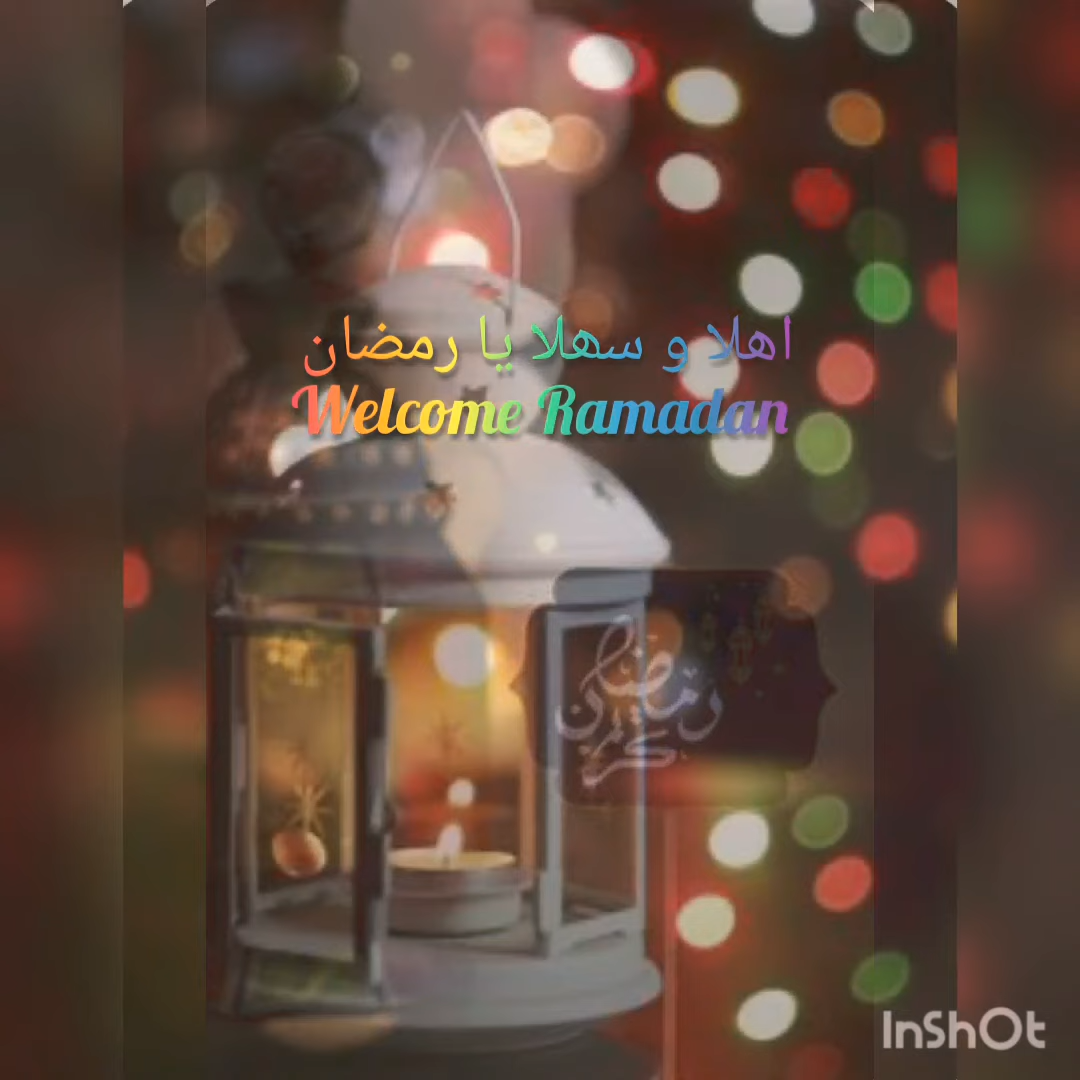 اهلا و سهلا يا رمضان
Welcome Ramadan
رمضان
كريم
InShOt